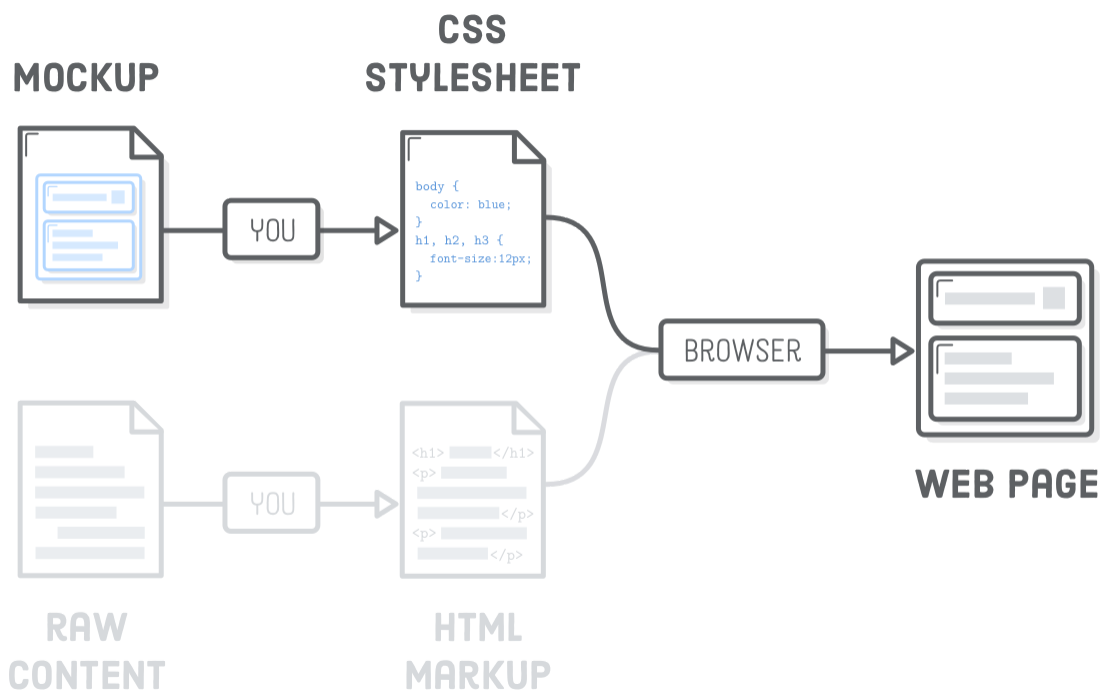 MOCKUP
CSS
STYLESHEET
YOU
body {
color: blue;
}
h1, h2, h3 {
font-size:12px;
}
BROWSER
WEB PAGE
YOU
<h1> </h1>
<p>
</p>
<p>
</p>
RAW
CONTENT
HTML
MARKUP